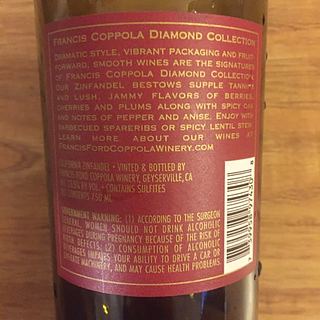 FRANCIS COPPOLA DIAMOND COLLECTION
DRAMATIC STYLE, VIBRANT PACKAGING AND FRUIT
FORWARD, SMOOTH WINES ARE THE SIGNATURES
OF FRANCIS COPPOLA DIAMOND COLLECTION.
OUR ZINFANDEL BESTOWS SUPPLE TANNINS
AND LUSH, JAMMY FLAVORS OF BERRIES,
CHERRIES AND PLUMS ALONG WITH SPICY OAK
AND NOTES OF PEPPER AND ANISE. ENJOY WITH
BARBECUED SPARERIBS OR SPICY LENTIL STEW.
LEARN MORE ABOUT OUR WINES AT
FRANCISFORDCOPPOLAWINERY.COM
CALIFORNIA ZINFANDEL • VINTED & BOTTLED BY
FRANCIS FORD COPPOLA WINERY, GEYSERVILLE, CA
BY VOL. • CONTAINS SULFITES
CONTENTS 750 ML
GOVERNMENT WARNING: (1) ACCORDING TO THE SURGEON
GENERAL, WOMEN SHOULD NOT DRINK ALCOHOLIC
BEVERAGES DURING PREGNANCY BECAUSE OF THE RISK OF
BIRTH DEFECTS. (2) CONSUMPTION OF ALCOHOLIC
BEVERAGES IMPAIRS YOUR ABILITY TO DRIVE A CAR OR
OPERATE MACHINERY, AND MAY CAUSE HEALTH PROBLEMS.